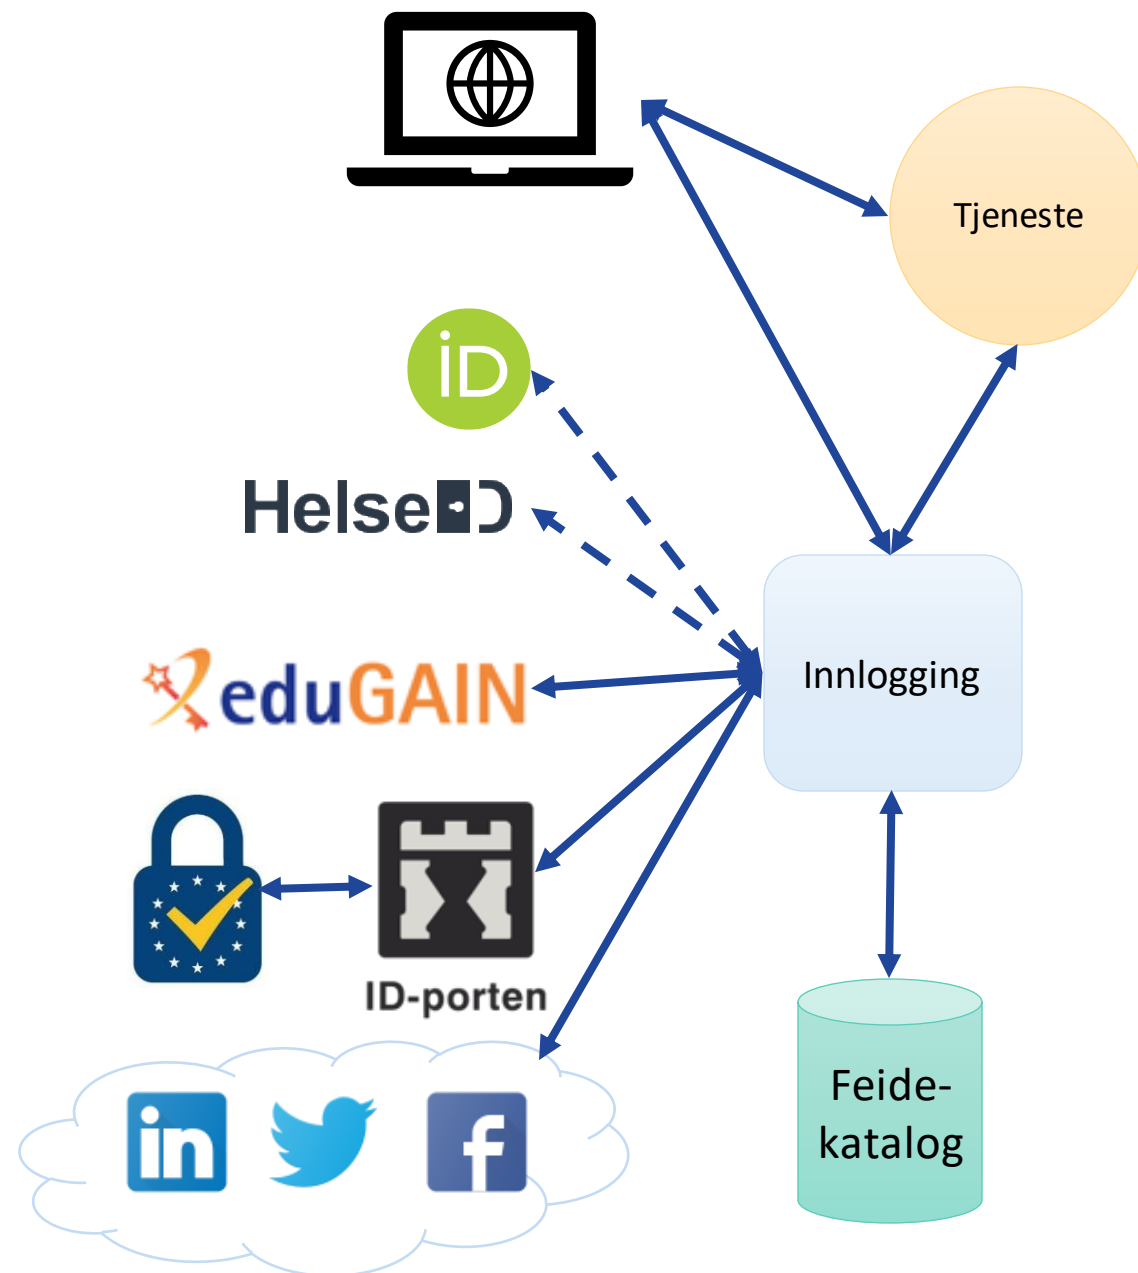 Tjeneste
iD
HelseID
Innlogging
eduGAIN
ID-porten
Feide-
katalog
in
f